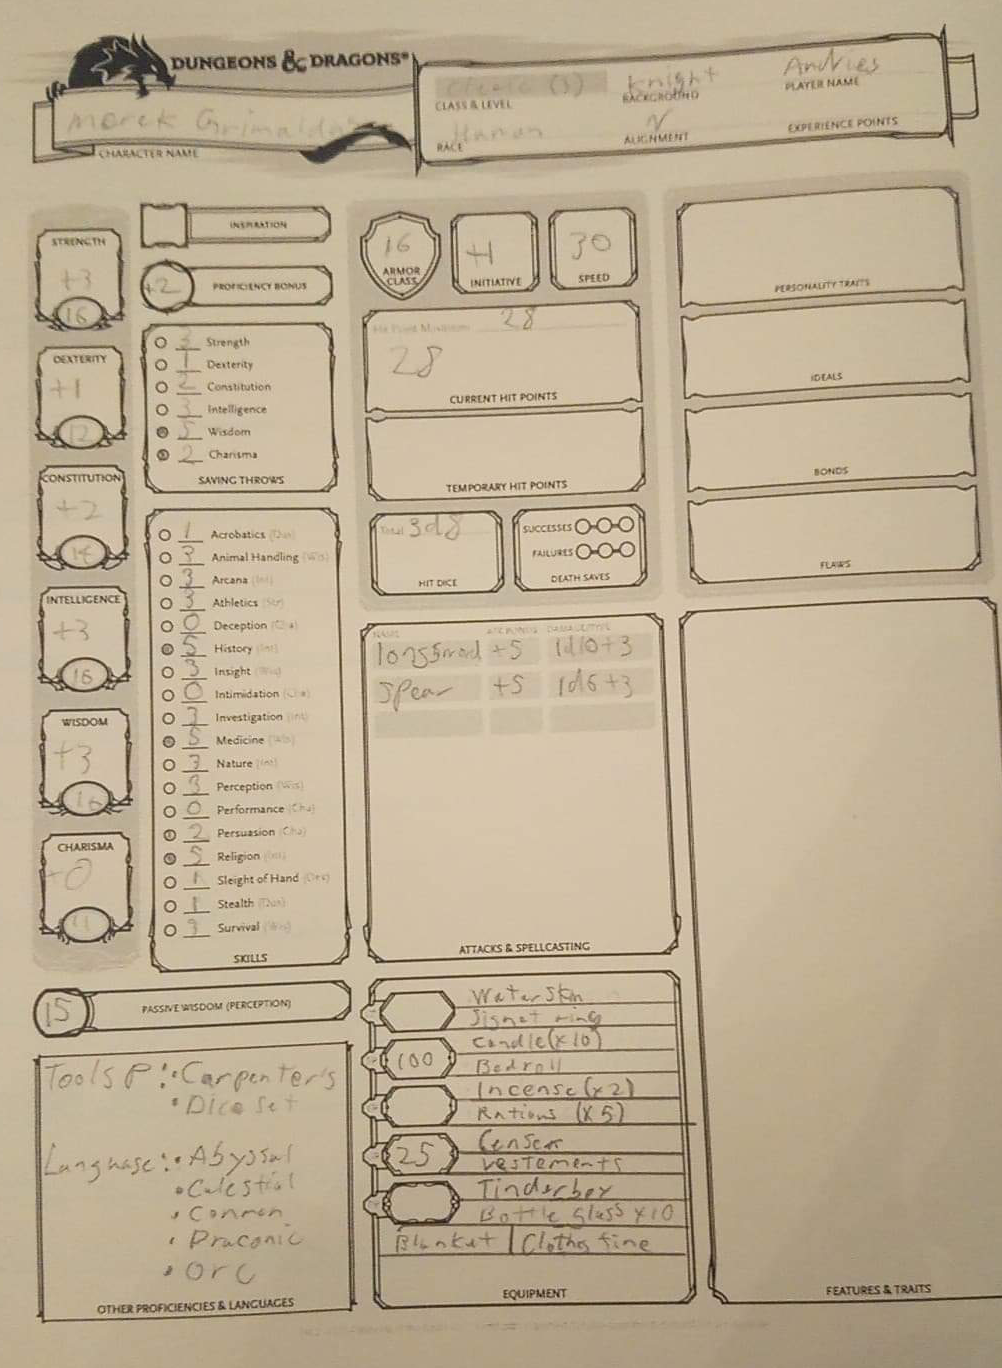 DUNGEONS & DRAGONS®
Cleric (3)
CLASS & LEVEL
Knight
BACKGROUND
Andries
PLAYER NAME
Merek
CHARACTER NAME
Human
RACE
N
ALIGNMENT
EXPERIENCE POINTS
STRENGTH
+3
16
DEXTERITY
+1
12
CONSTITUTION
+2
14
INTELLIGENCE
+3
16
WISDOM
+3
16
CHARISMA
+0
11
INSPIRATION
+2
PROFICIENCY BONUS
3 Strength
1 Dexterity
2 Constitution
3 Intelligence
5 Wisdom
2 Charisma
SAVING THROWS
1 Acrobatics (Dex)
3 Animal Handling (Wis)
3 Arcana (Int)
3 Athletics (Str)
0 Deception (Cha)
5 History (Int)
3 Insight (Wis)
0 Intimidation (Cha)
3 Investigation (Int)
5 Medicine (Wis)
3 Nature (Int)
3 Perception (Wis)
0 Performance (Cha)
2 Persuasion (Cha)
5 Religion (Int)
1 Sleight of Hand (Dex)
1 Stealth (Dex)
3 Survival (Wis)
SKILLS
15
PASSIVE WISDOM (PERCEPTION)
Tools P: • Carpenter's
• Dice set
Language: • Abyssal
• Celestial
• Common
• Draconic
• Orc
OTHER PROFICIENCIES & LANGUAGES
16
ARMOR
CLASS
+1
INITIATIVE
30
SPEED
Hit Point Maximum 28
28
CURRENT HIT POINTS
TEMPORARY HIT POINTS
Total 3d8
HIT DICE
SUCCESSES
FAILURES
DEATH SAVES
NAME ATK BONUS DAMAGE/TYPE
longsword +5 1d10+3
Spear +5 1d6+3
ATTACKS & SPELLCASTING
Waterskin
Signet ring
Candle (x10)
100
Bedroll
Incense (x2)
Rations (x5)
25
Censer
vestements
Tinderbox
Bottle glass x10
Blanket | Clothes fine
EQUIPMENT
PERSONALITY TRAITS
IDEALS
BONDS
FLAWS
FEATURES & TRAITS